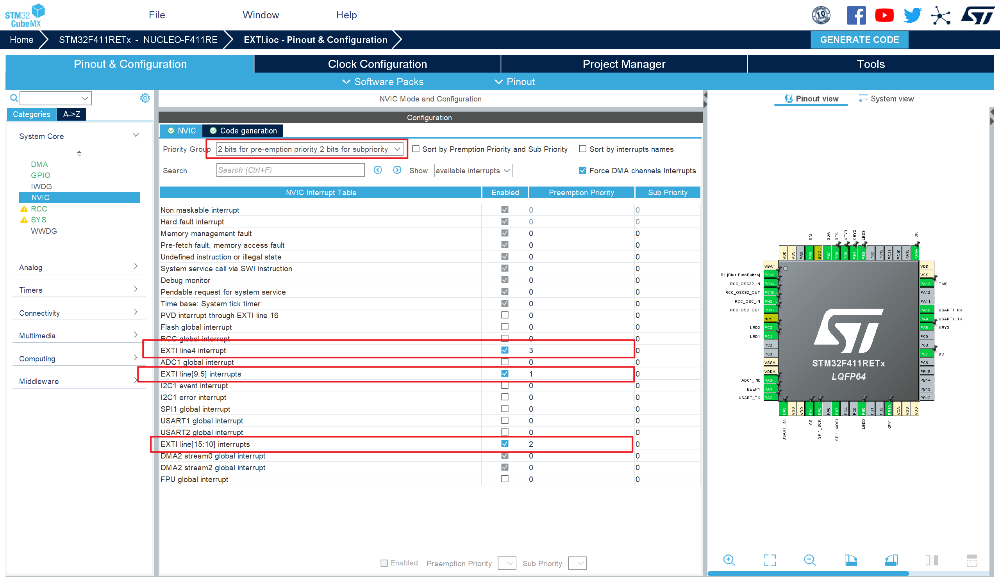 STM32
CubeMX
File
Window
Help
10
ST
Home
STM32F411RETx - NUCLEO-F411RE
EXTI.ioc - Pinout & Configuration
GENERATE CODE
Pinout & Configuration
Clock Configuration
Project Manager
Tools
Software Packs
Pinout
Categories
A->Z
System Core
DMA
GPIO
IWDG
NVIC
RCC
SYS
WWDG
Analog
Timers
Connectivity
Multimedia
Computing
Middleware
NVIC Mode and Configuration
Configuration
NVIC
Code generation
Priority Group
2 bits for pre-emption priority 2 bits for subpriority
Sort by Premption Priority and Sub Priority
Sort by interrupts names
Search
Search (Ctrl+F)
Show
available interrupts
Force DMA channels Interrupts
NVIC Interrupt Table Enabled Preemption Priority Sub Priority
Non maskable interrupt 0 0
Hard fault interrupt 0 0
Memory management fault 0 0
Pre-fetch fault, memory access fault 0 0
Undefined instruction or illegal state 0 0
System service call via SWI instruction 0 0
Debug monitor 0 0
Pendable request for system service 0 0
Time base: System tick timer 0 0
PVD interrupt through EXTI line 16 0 0
Flash global interrupt 0 0
RCC global interrupt 0 0
EXTI line4 interrupt 3 0
ADC1 global interrupt 0 0
EXTI line[9:5] interrupts 1 0
I2C1 event interrupt 0 0
I2C1 error interrupt 0 0
SPI1 global interrupt 0 0
USART1 global interrupt 0 0
USART2 global interrupt 0 0
EXTI line[15:10] interrupts 2 0
DMA2 stream0 global interrupt 0 0
DMA2 stream2 global interrupt 0 0
FPU global interrupt 0 0
Enabled
Preemption Priority
Sub Priority
Pinout view
System view
SCL
SDA
RES
KEY3
KEY2
LED3
TCK
VDD
VSS
PB9
PB8
BOO..
PB7
PB6
PB5
PB4
PB3
PD2
PC12
PC11
PC10
PA15
PA14
VBAT
B1 [Blue PushButton] PC13..
RCC_OSC32_IN PC14..
RCC_OSC32_OUT PC15..
RCC_OSC_IN PH0 -..
RCC_OSC_OUT PH1 -..
NRST
LED2 PC0
LED1 PC1
PC2
PC3
VSSA
VDDA
ADC1_IN0 PA0-..
BEEP1 PA1
USART_TX PA2
ST
STM32F411RETx
LQFP64
VDD
VSS
PA13 TMS
PA12
PA11
PA10 USART1_RX
PA9 USART1_TX
PA8 KEY0
PC9
PC8
PC7 DC
PC6
PB15
PB14
PB13
PB12
PA3
VSS
VDD
PA4
PA5
PA6
PA7
PC4
PC5
PB0
PB1
PB2
PB10
VCA..
VSS
VDD
USART_RX
CS
SPI1_SCK
SPI1_MOSI
LED0
KEY1